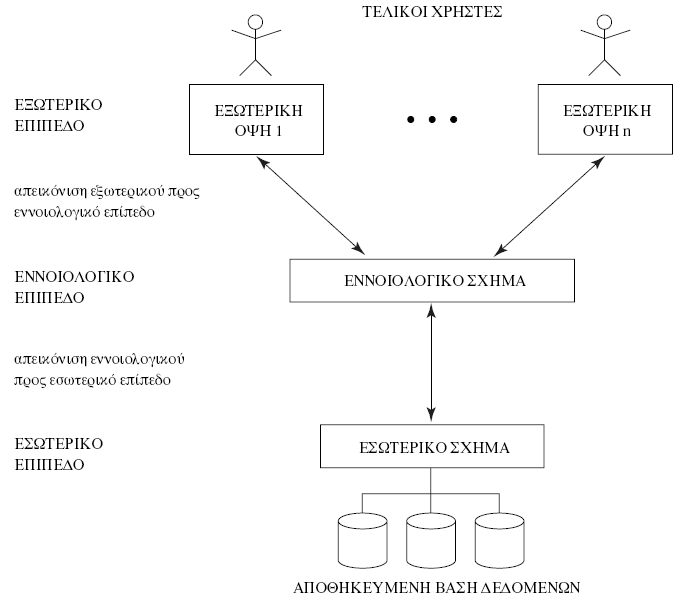 ΤΕΛΙΚΟΙ ΧΡΗΣΤΕΣ
ΕΞΩΤΕΡΙΚΟ
ΕΠΙΠΕΔΟ
ΕΞΩΤΕΡΙΚΗ
ΟΨΗ 1
ΕΞΩΤΕΡΙΚΗ
ΟΨΗ n
απεικόνιση εξωτερικού προς
εννοιολογικό επίπεδο
ΕΝΝΟΙΟΛΟΓΙΚΟ
ΕΠΙΠΕΔΟ
ΕΝΝΟΙΟΛΟΓΙΚΟ ΣΧΗΜΑ
απεικόνιση εννοιολογικού
προς εσωτερικό επίπεδο
ΕΣΩΤΕΡΙΚΟ
ΕΠΙΠΕΔΟ
ΕΣΩΤΕΡΙΚΟ ΣΧΗΜΑ
ΑΠΟΘΗΚΕΥΜΕΝΗ ΒΑΣΗ ΔΕΔΟΜΕΝΩΝ